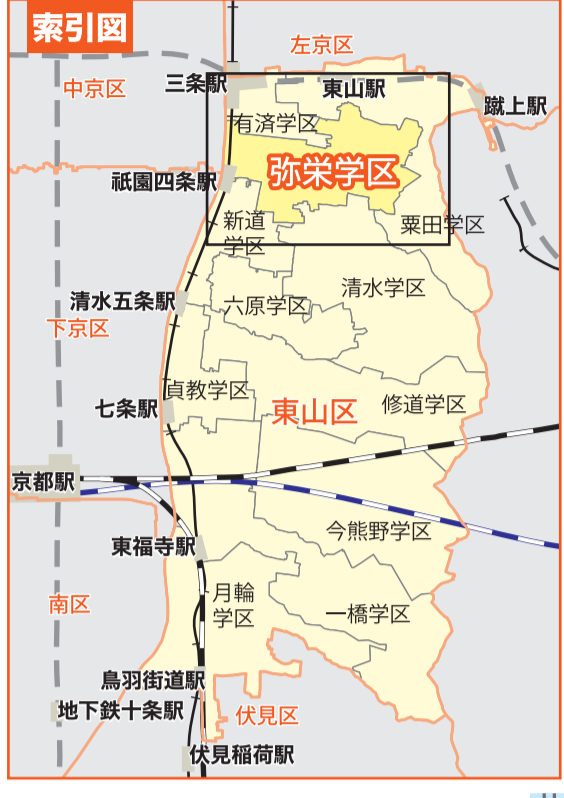 索引図
左京区
中京区
三条駅
東山駅
蹴上駅
有済学区
祇園四条駅
弥栄学区
新道
学区
粟田学区
清水五条駅
六原学区
清水学区
下京区
貞教学区
七条駅
東山区
修道学区
京都駅
今熊野学区
東福寺駅
月輪
学区
一橋学区
南区
鳥羽街道駅
地下鉄十条駅
伏見区
伏見稲荷駅